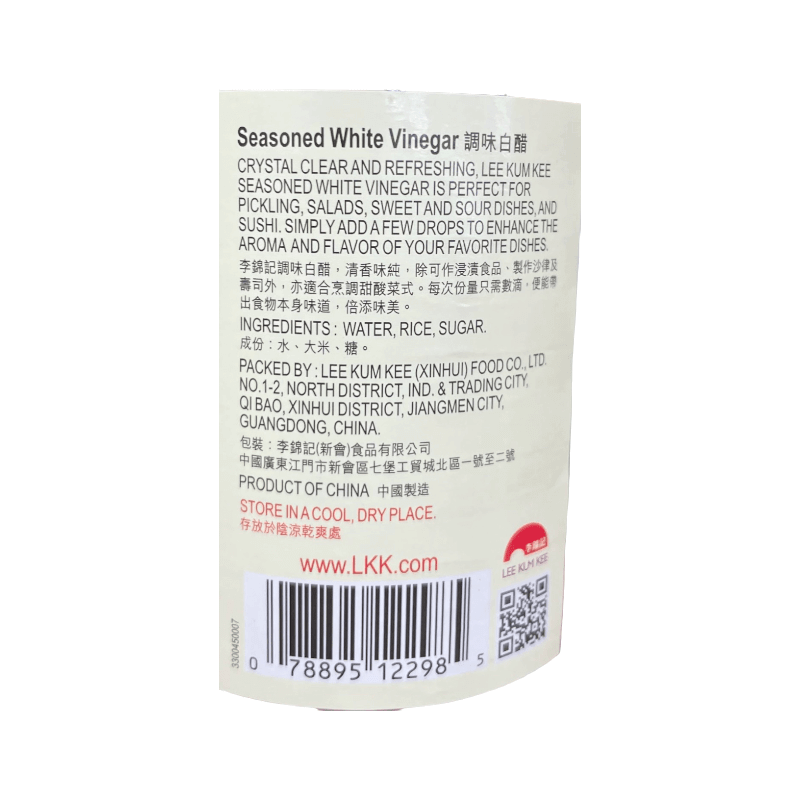 Seasoned White Vinegar 調味白醋
CRYSTAL CLEAR AND REFRESHING, LEE KUM KEE
SEASONED WHITE VINEGAR IS PERFECT FOR
PICKLING, SALADS, SWEET AND SOUR DISHES, AND
SUSHI. SIMPLY ADD A FEW DROPS TO ENHANCE THE
AROMA AND FLAVOR OF YOUR FAVORITE DISHES.
李錦記調味白醋，清香味純，除可作浸漬食品、製作沙律及
壽司外，亦適合烹調甜酸菜式。每次份量只需數滴，便能帶
出食物本身味道，倍添味美。
INGREDIENTS : WATER, RICE, SUGAR.
成份：水、大米、糖。
PACKED BY : LEE KUM KEE (XINHUI) FOOD CO., LTD.
NO.1-2, NORTH DISTRICT, IND. & TRADING CITY,
QI BAO, XINHUI DISTRICT, JIANGMEN CITY,
GUANGDONG, CHINA.
包裝：李錦記(新會)食品有限公司
中國廣東江門市新會區七堡工貿城北區一號至二號
PRODUCT OF CHINA 中國製造
STORE IN A COOL, DRY PLACE.
存放於陰涼乾爽處
李錦記
LEE KUM KEE
www.LKK.com
3300450007
0 78895 12298 5